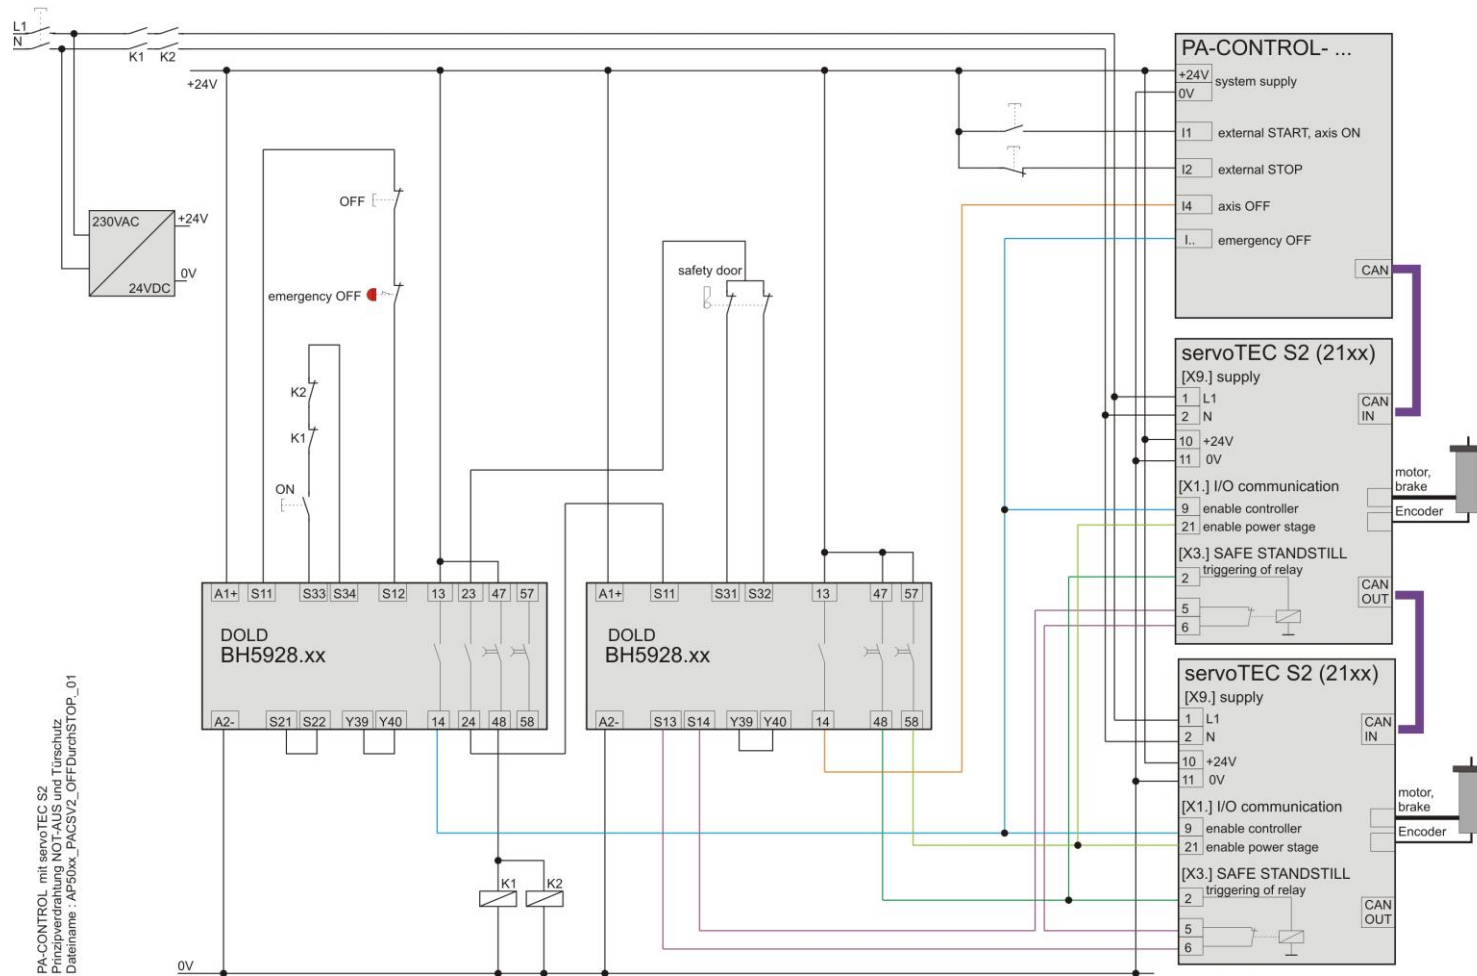 L1
N
K1 K2
+24V
PA-CONTROL- ...
+24V
0V
system supply
I1 external START, axis ON
I2 external STOP
I4 axis OFF
I.. emergency OFF
CAN
230VAC
24VDC
+24V
0V
OFF
emergency OFF
safety door
K2
K1
ON
servoTEC S2 (21xx)
[X9.] supply
1 L1
2 N
10 +24V
11 0V
CAN
IN
[X1.] I/O communication
9 enable controller
21 enable power stage
[X3.] SAFE STANDSTILL
triggering of relay
2
5
6
CAN
OUT
motor,
brake
Encoder
A1+ S11 S33 S34 S12 13 23 47 57
DOLD
BH5928.xx
A2- S21 S22 Y39 Y40 14 24 48 58
A1+ S11 S31 S32 13 47 57
DOLD
BH5928.xx
A2- S13 S14 Y39 Y40 14 48 58
servoTEC S2 (21xx)
[X9.] supply
1 L1
2 N
10 +24V
11 0V
CAN
IN
[X1.] I/O communication
9 enable controller
21 enable power stage
[X3.] SAFE STANDSTILL
triggering of relay
2
5
6
CAN
OUT
motor,
brake
Encoder
K1 K2
0V
PA-CONTROL mit servoTEC S2
Prinzipverdrahtung NOT-AUS und Türschutz
Dateiname : AP50xx_PACSV2_OFFDurchSTOP,_01